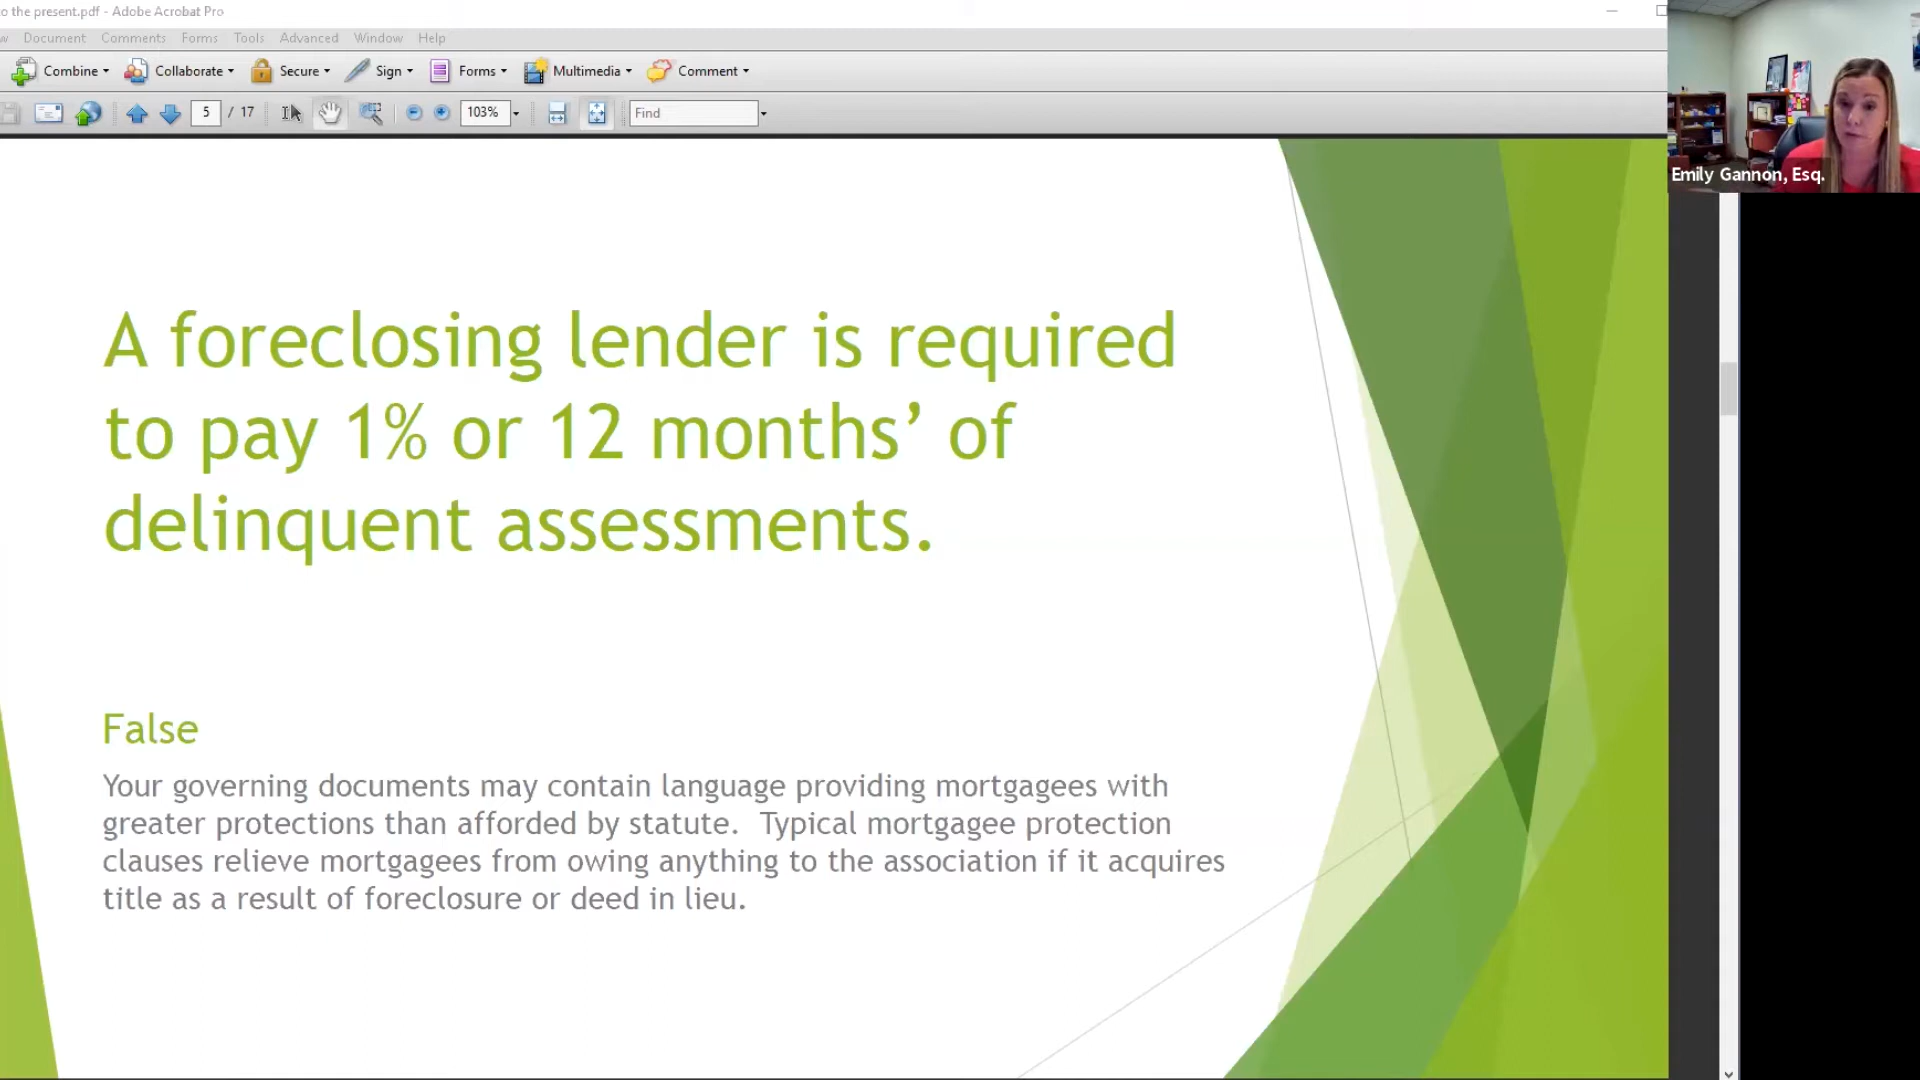 o the present.pdf - Adobe Acrobat Pro
w Document Comments Forms Tools Advanced Window Help
Combine Collaborate Secure Sign Forms Multimedia Comment
5 / 17 103% Find
Emily Gannon, Esq.
A foreclosing lender is required
to pay 1% or 12 months’ of
delinquent assessments.
False
Your governing documents may contain language providing mortgagees with
greater protections than afforded by statute. Typical mortgagee protection
clauses relieve mortgagees from owing anything to the association if it acquires
title as a result of foreclosure or deed in lieu.